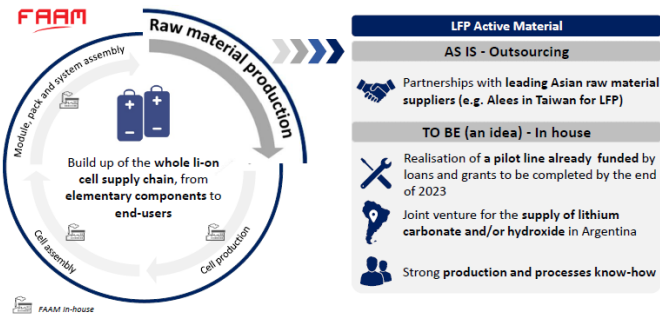 FAAM
Raw material production
Module, pack and system assembly
Build up of the whole li-on
cell supply chain, from
elementary components to
end-users
Cell assembly
Cell production
FAAM in-house
LFP Active Material
AS IS - Outsourcing
Partnerships with leading Asian raw material
suppliers (e.g. Alees in Taiwan for LFP)
TO BE (an idea) - In house
Realisation of a pilot line already funded by
loans and grants to be completed by the end
of 2023
Joint venture for the supply of lithium
carbonate and/or hydroxide in Argentina
Strong production and processes know-how